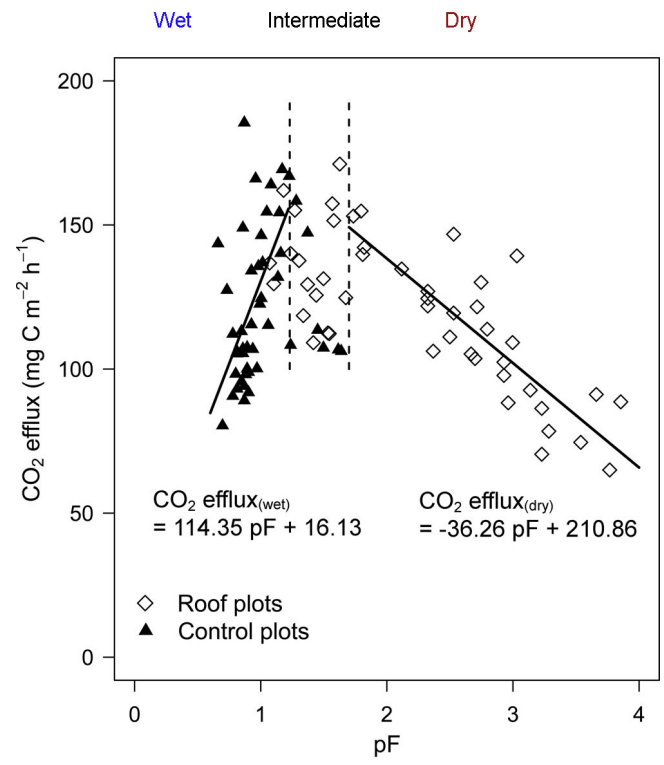 Wet Intermediate Dry
200
150
100
50
0
CO₂ efflux (mg C m⁻² h⁻¹)
CO₂ efflux(wet)
= 114.35 pF + 16.13
CO₂ efflux(dry)
= -36.26 pF + 210.86
Roof plots
Control plots
0 1 2 3 4
pF